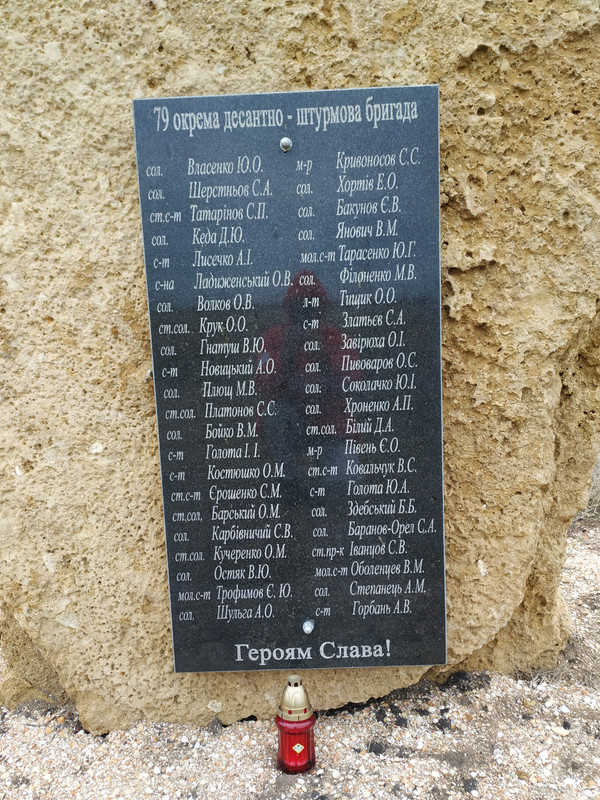 79 окрема десантно - штурмова бригада
сол. Власенко Ю.О.
сол. Шерстньов С.А.
ст.с-т Татарінов С.П.
сол. Кеда Д.Ю.
с-т Лисечко А.І.
с-на Ладиженський О.В.
сол. Волков О.В.
ст.сол. Крук О.О.
сол. Гнатуш В.Ю.
с-т Новицький А.О.
сол. Плющ М.В.
ст.сол. Платонов С.С.
сол. Бойко В.М.
с-т Голота І. І.
с-т Костюшко О.М.
ст.с-т Єрошенко С.М.
ст.сол. Барський О.М.
сол. Карбівничий С.В.
ст.сол. Кучеренко О.М.
сол. Остяк В.Ю.
мол.с-т Трофимов Є. Ю.
сол. Шульга А.О.
м-р Кривоносов С.С.
сол. Хортів Е.О.
сол. Бакунов Є.В.
сол. Янович В.М.
мол.с-т Тарасенко Ю.Г.
сол. Філоненко М.В.
л-т Тищик О.О.
с-т Златьєв С.А.
сол. Завірюха О.І.
сол. Пивоваров О.С.
сол. Соколачко Ю.І.
сол. Хроненко А.П.
ст.сол. Білий Д.А.
м-р Півень Є.О.
ст.с-т Ковальчук В.С.
с-т Голота Ю.А.
сол. Здебський Б.Б.
сол. Баранов-Орел С.А.
ст.пр-к Іванцов С.В.
мол.с-т Оболенцев В.М.
сол. Степанець А.М.
с-т Горбань А.В.
Героям Слава!